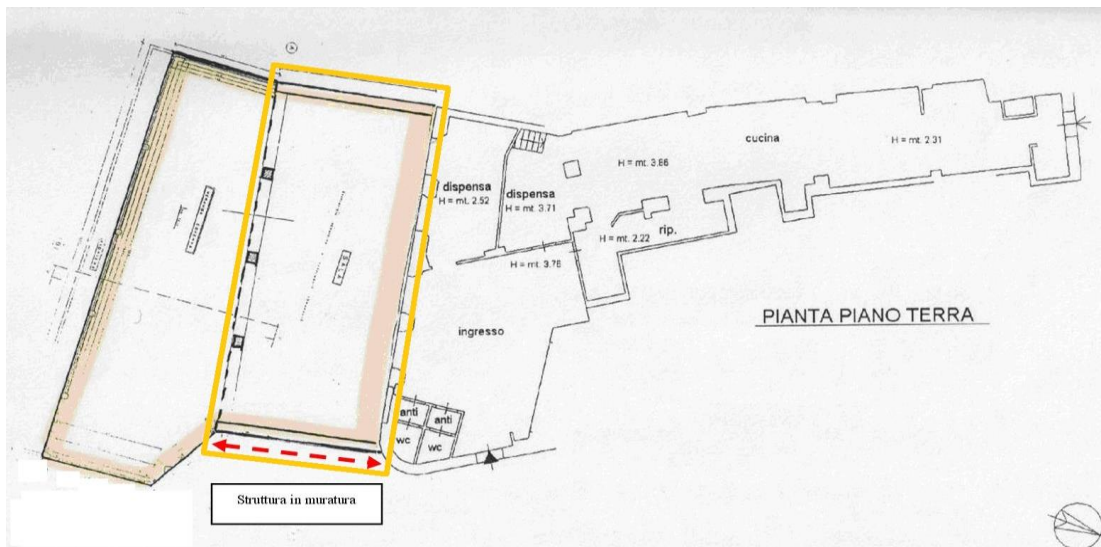 cucina
H = mt. 3.86
H = mt. 2.31
dispensa
H = mt. 2.52
dispensa
H = mt. 3.71
rip.
H = mt. 2.22
H = mt. 3.76
SALA
ingresso
PIANTA PIANO TERRA
anti
anti
wc
wc
Struttura in muratura